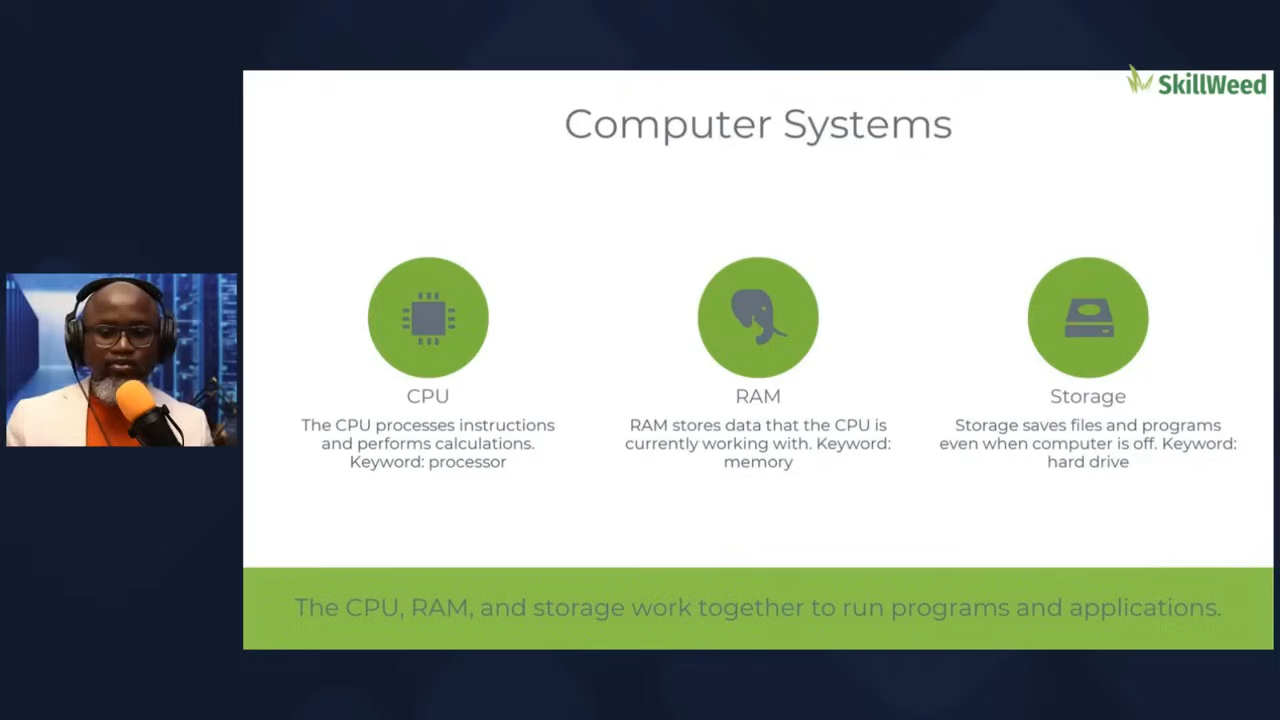 SkillWeed
Computer Systems
CPU
The CPU processes instructions
and performs calculations.
Keyword: processor
RAM
RAM stores data that the CPU is
currently working with. Keyword:
memory
Storage
Storage saves files and programs
even when computer is off. Keyword:
hard drive
The CPU, RAM, and storage work together to run programs and applications.